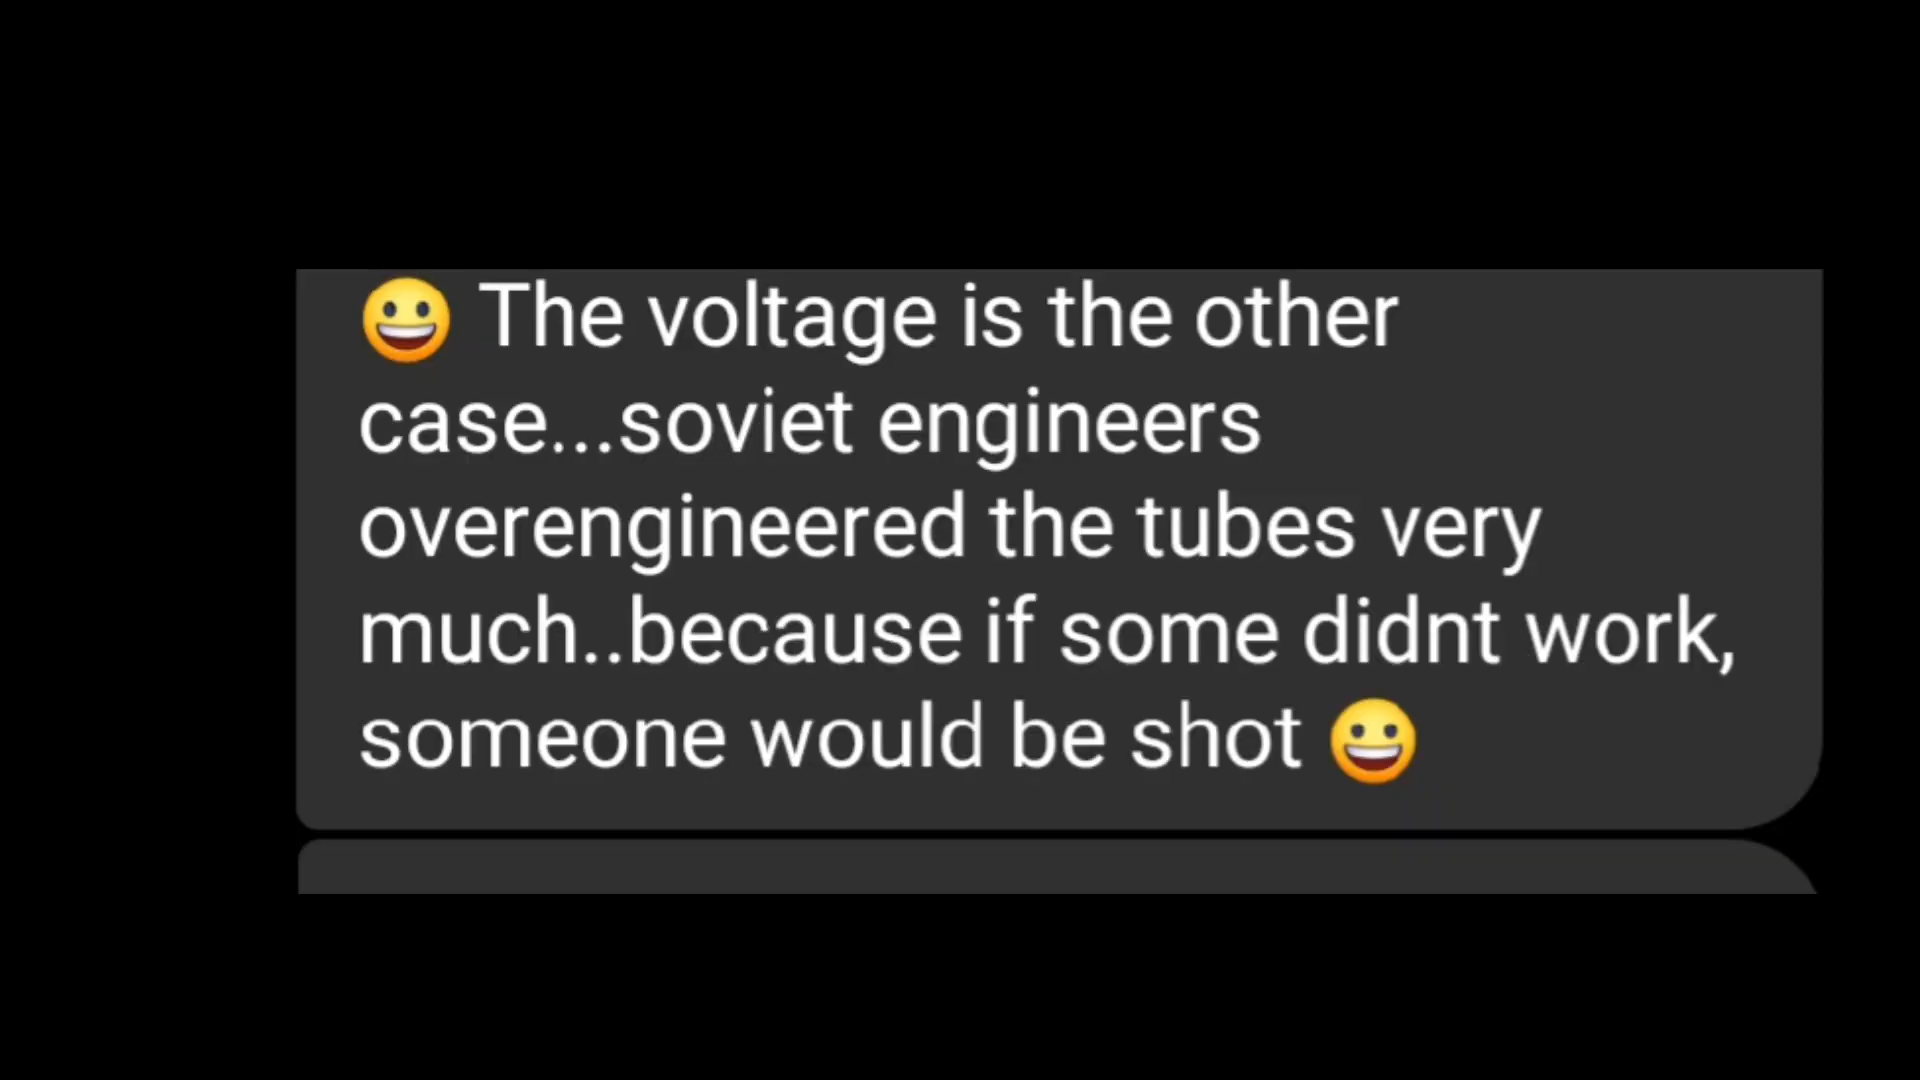 😀 The voltage is the other
case...soviet engineers
overengineered the tubes very
much..because if some didnt work,
someone would be shot 😀